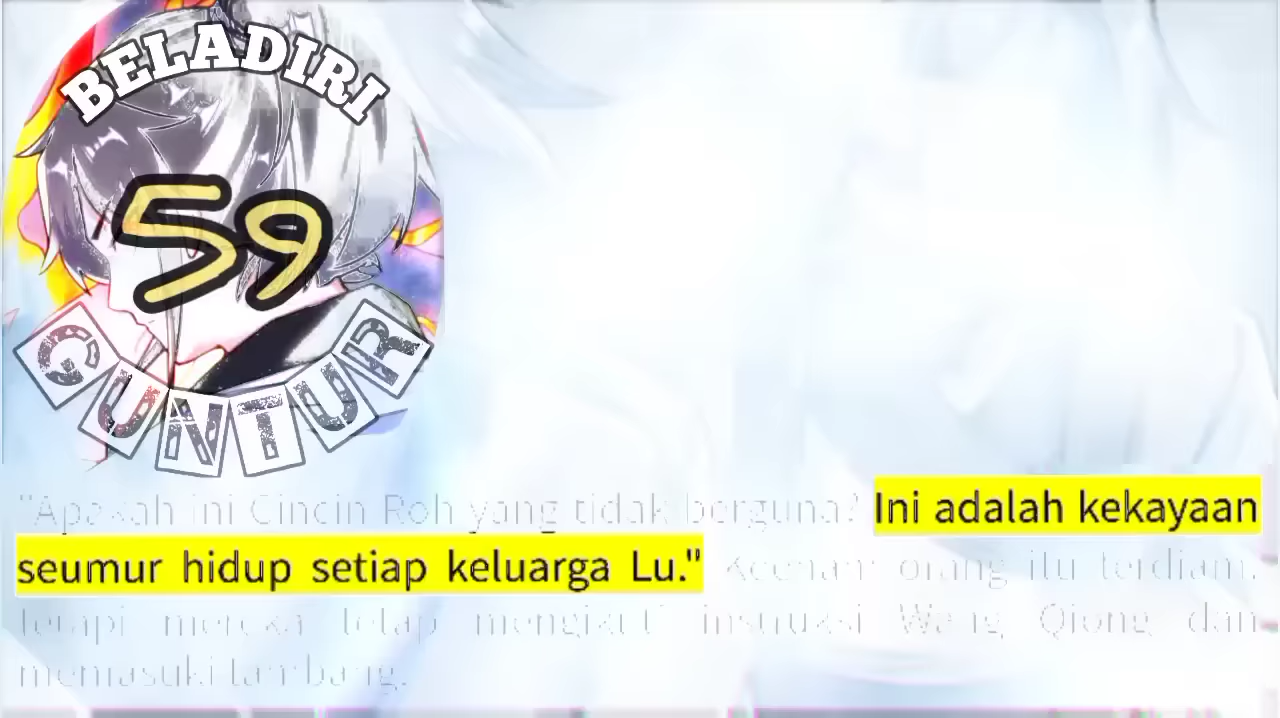 BELADIRI
59
GUNTUR
"Apakah ini Cincin Roh yang tidak berguna? Ini adalah kekayaan
seumur hidup setiap keluarga Lu." Keenam orang itu terdiam,
tetapi mereka tetap mengikuti instruksi Wang Qiong dan
memasuki tambang.